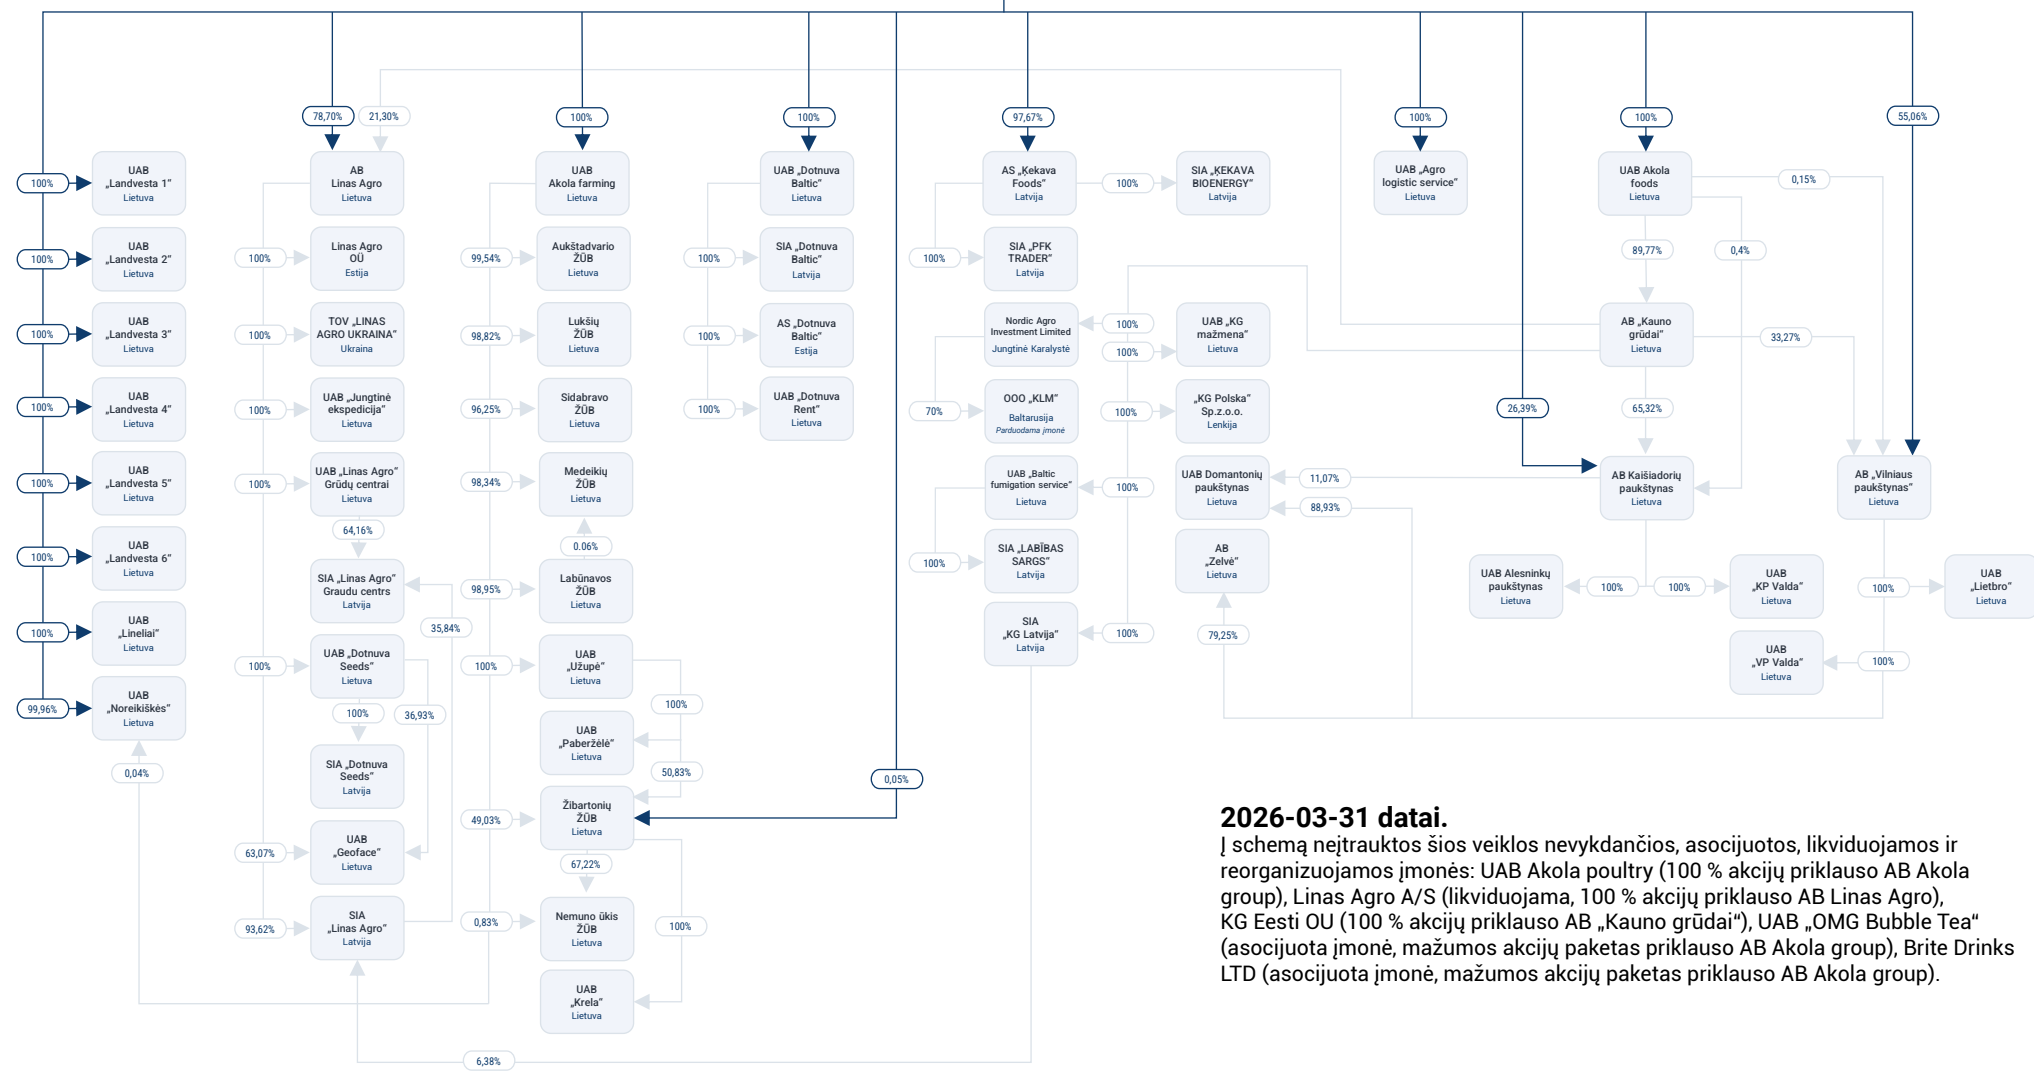 78,70%
21,30%
100%
100%
97,67%
100%
100%
55,06%
100%
UAB
„Landvesta 1”
Lietuva
100%
UAB
„Landvesta 2”
Lietuva
100%
UAB
„Landvesta 3”
Lietuva
100%
UAB
„Landvesta 4”
Lietuva
100%
UAB
„Landvesta 5”
Lietuva
100%
UAB
„Landvesta 6”
Lietuva
100%
UAB
„Lineliai”
Lietuva
99,96%
UAB
„Noreikiškės”
Lietuva
0,04%
AB
Linas Agro
Lietuva
100%
Linas Agro
OÜ
Estija
100%
TOV „LINAS
AGRO UKRAINA”
Ukraina
100%
UAB „Jungtinė
ekspedicija”
Lietuva
100%
UAB „Linas Agro”
Grūdų centrai
Lietuva
64,16%
SIA „Linas Agro”
Graudu centrs
Latvija
35,84%
100%
UAB „Dotnuva
Seeds”
Lietuva
100%
36,93%
SIA „Dotnuva
Seeds”
Latvija
63,07%
UAB
„Geoface”
Lietuva
93,62%
SIA
„Linas Agro”
Latvija
6,38%
UAB
Akola farming
Lietuva
99,54%
Aukštadvario
ŽŪB
Lietuva
98,82%
Lukšių
ŽŪB
Lietuva
96,25%
Sidabravo
ŽŪB
Lietuva
98,34%
Medeikių
ŽŪB
Lietuva
0.06%
98,95%
Labūnavos
ŽŪB
Lietuva
100%
UAB
„Užupė”
Lietuva
100%
UAB
„Paberžėlė”
Lietuva
50,83%
49,03%
Žibartonių
ŽŪB
Lietuva
0,05%
67,22%
0,83%
Nemuno ūkis
ŽŪB
Lietuva
100%
UAB
„Krela”
Lietuva
UAB „Dotnuva
Baltic”
Lietuva
100%
SIA „Dotnuva
Baltic”
Latvija
100%
AS „Dotnuva
Baltic”
Estija
100%
UAB „Dotnuva
Rent”
Lietuva
AS „Ķekava
Foods”
Latvija
100%
SIA „ĶEKAVA
BIOENERGY”
Latvija
100%
SIA „PFK
TRADER”
Latvija
Nordic Agro
Investment Limited
Jungtinė Karalystė
100%
100%
UAB „KG
mažmena”
Lietuva
70%
OOO „KLM”
Baltarusija
Parduodama įmonė
100%
„KG Polska”
Sp.z.o.o.
Lenkija
UAB „Baltic
fumigation service”
Lietuva
100%
UAB Domantonių
paukštynas
Lietuva
11,07%
88,93%
100%
SIA „LABĪBAS
SARGS”
Latvija
AB
„Zelvė”
Lietuva
79,25%
SIA
„KG Latvija”
Latvija
100%
UAB „Agro
logistic service”
Lietuva
UAB Akola
foods
Lietuva
0,15%
89,77%
0,4%
AB „Kauno
grūdai”
Lietuva
33,27%
26,39%
65,32%
AB Kaišiadorių
paukštynas
Lietuva
AB „Vilniaus
paukštynas”
Lietuva
UAB Alesninkų
paukštynas
Lietuva
100%
100%
UAB
„KP Valda”
Lietuva
100%
UAB
„Lietbro”
Lietuva
UAB
„VP Valda”
Lietuva
100%
2026-03-31 datai.
Į schemą neįtrauktos šios veiklos nevykdančios, asocijuotos, likviduojamos ir
reorganizuojamos įmonės: UAB Akola poultry (100 % akcijų priklauso AB Akola
group), Linas Agro A/S (likviduojama, 100 % akcijų priklauso AB Linas Agro),
KG Eesti OU (100 % akcijų priklauso AB „Kauno grūdai“), UAB „OMG Bubble Tea“
(asocijuota įmonė, mažumos akcijų paketas priklauso AB Akola group), Brite Drinks
LTD (asocijuota įmonė, mažumos akcijų paketas priklauso AB Akola group).